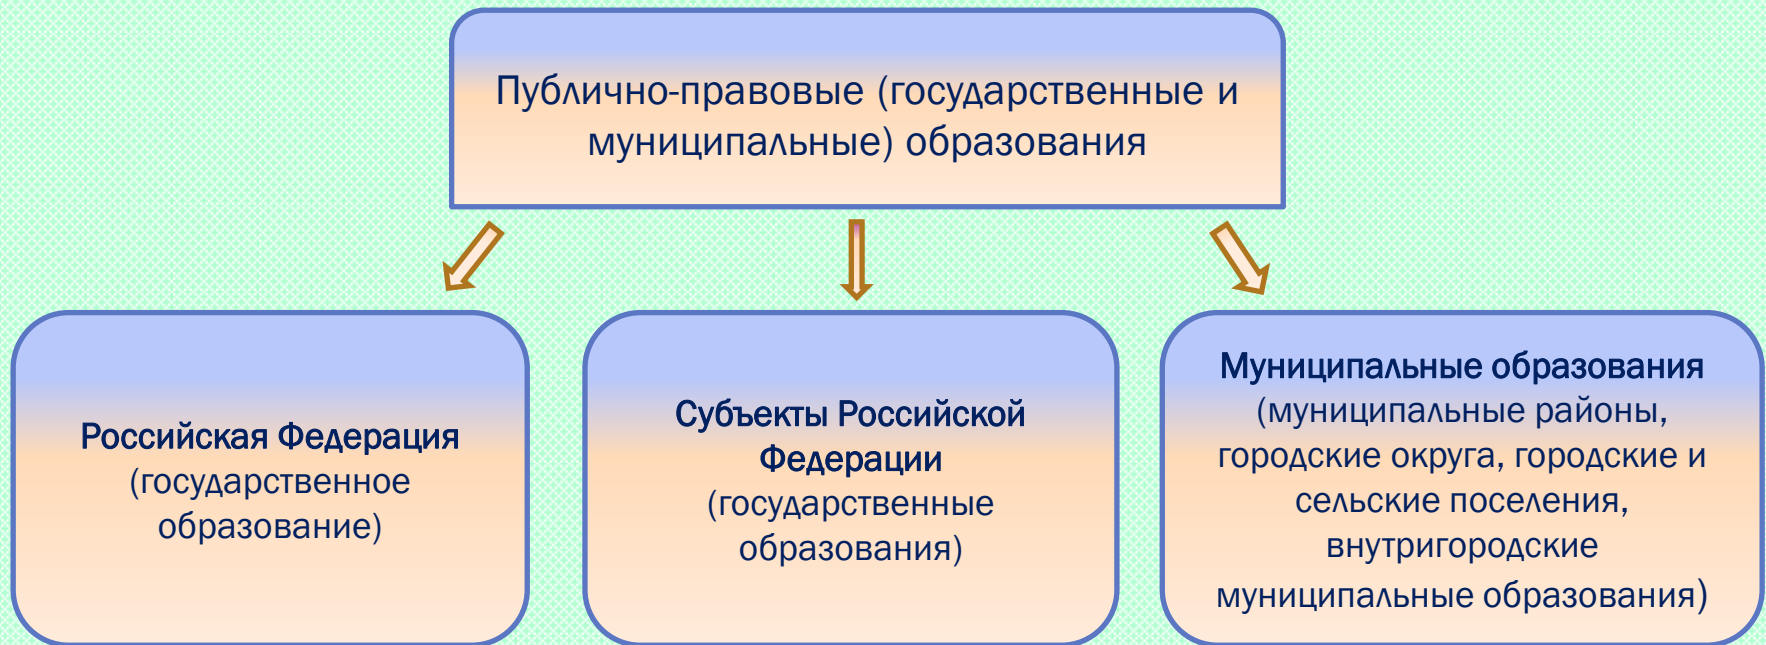 Публично-правовые (государственные и
муниципальные) образования
Российская Федерация
(государственное
образование)
Субъекты Российской
Федерации
(государственные
образования)
Муниципальные образования
(муниципальные районы,
городские округа, городские и
сельские поселения,
внутригородские
муниципальные образования)